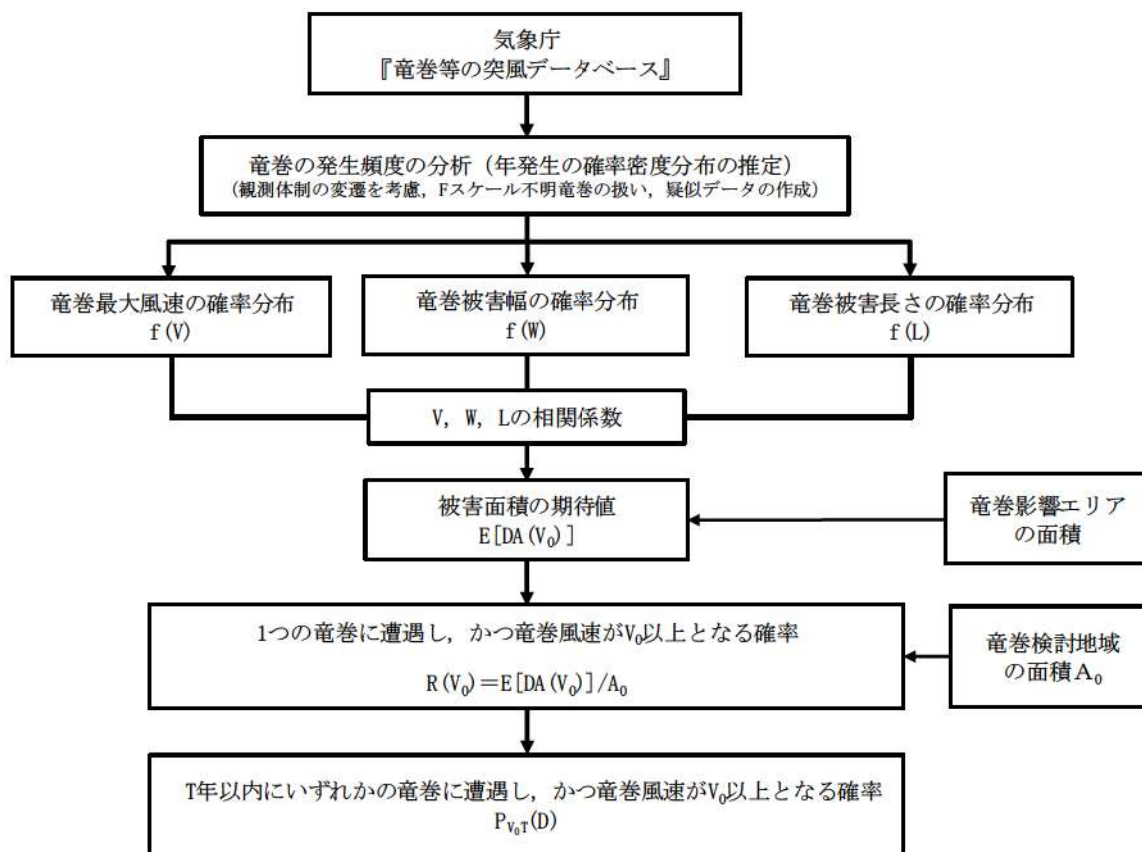 気象庁
『竜巻等の突風データベース』
竜巻の発生頻度の分析（年発生の確率密度分布の推定）
（観測体制の変遷を考慮，Fスケール不明竜巻の扱い，疑似データの作成）
竜巻最大風速の確率分布
f(V)
竜巻被害幅の確率分布
f(W)
竜巻被害長さの確率分布
f(L)
V, W, Lの相関係数
被害面積の期待値
E[DA(V₀)]
竜巻影響エリア
の面積
1つの竜巻に遭遇し，かつ竜巻風速がV₀以上となる確率
R(V₀)＝E[DA(V₀)]/A₀
竜巻検討地域
の面積A₀
T年以内にいずれかの竜巻に遭遇し，かつ竜巻風速がV₀以上となる確率
P_{V₀T}(D)